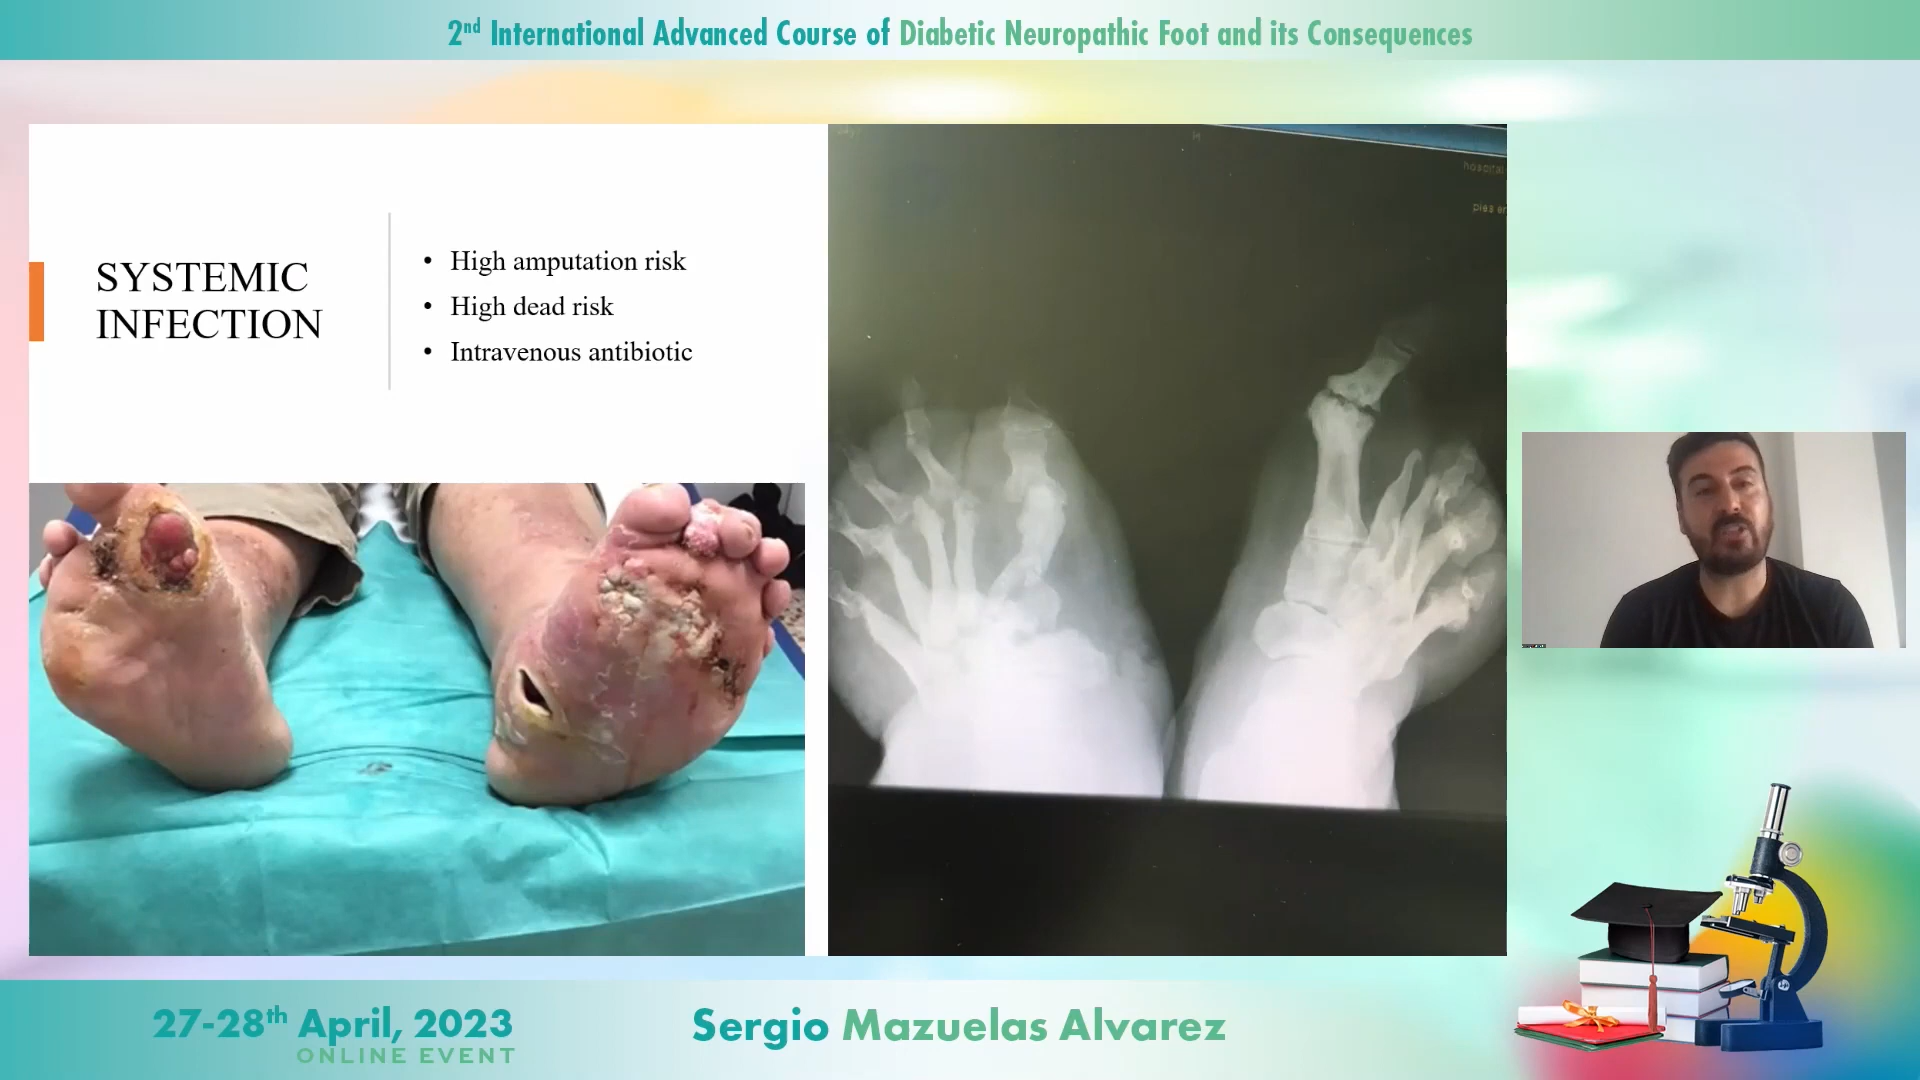 2nd International Advanced Course of Diabetic Neuropathic Foot and its Consequences
SYSTEMIC
INFECTION
• High amputation risk
• High dead risk
• Intravenous antibiotic
H
hospital
27-28th April, 2023
ONLINE EVENT
Sergio Mazuelas Alvarez